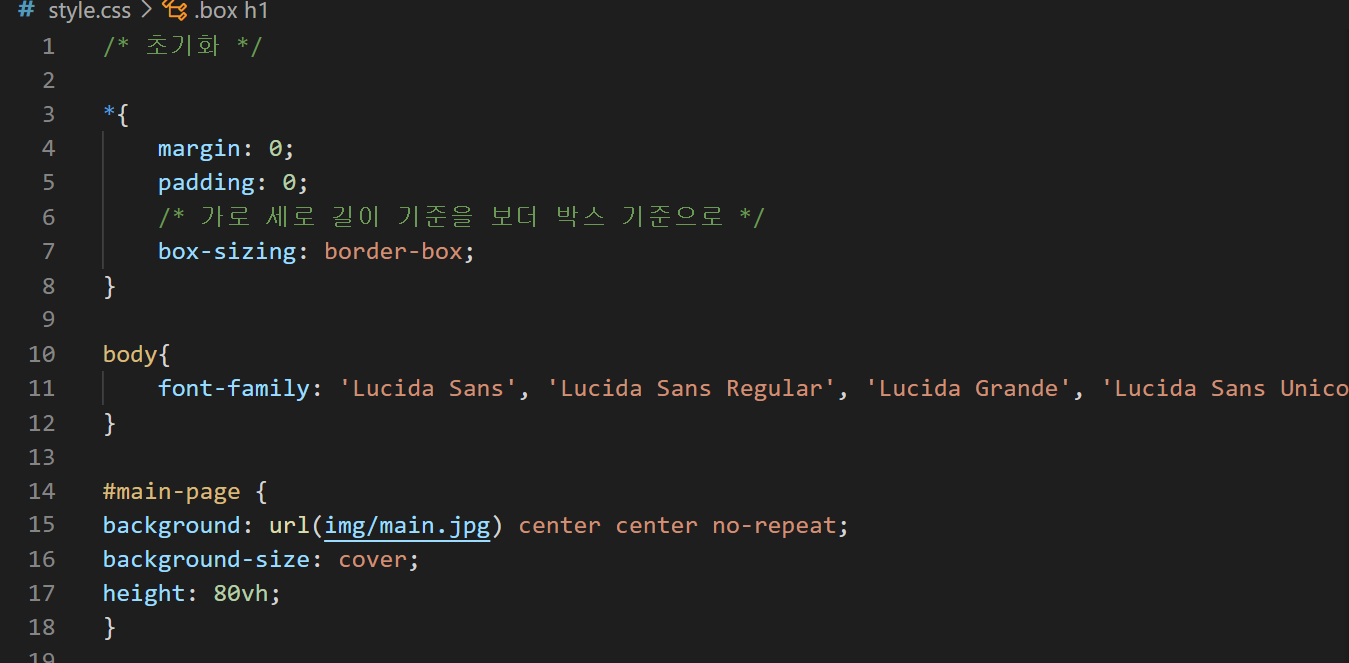 # style.css > .box h1
1 /* 초기화 */
2
3 *{
4 margin: 0;
5 padding: 0;
6 /* 가로 세로 길이 기준을 보더 박스 기준으로 */
7 box-sizing: border-box;
8 }
9
10 body{
11 font-family: 'Lucida Sans', 'Lucida Sans Regular', 'Lucida Grande', 'Lucida Sans Unico
12 }
13
14 #main-page {
15 background: url(img/main.jpg) center center no-repeat;
16 background-size: cover;
17 height: 80vh;
18 }
19